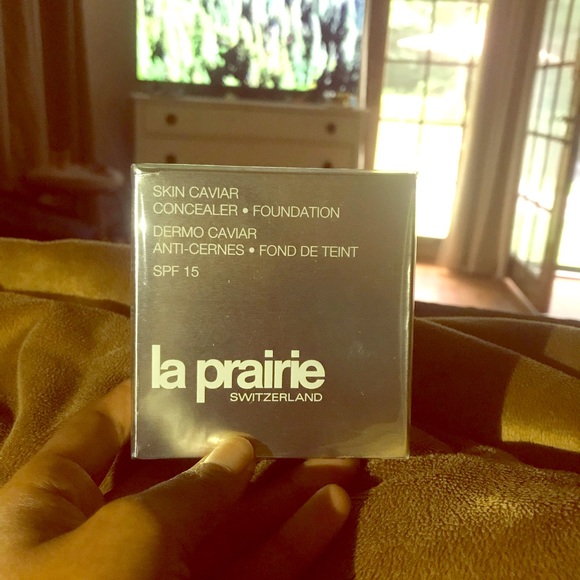 SKIN CAVIAR
CONCEALER • FOUNDATION
DERMO CAVIAR
ANTI-CERNES • FOND DE TEINT
SPF 15
la prairie
SWITZERLAND